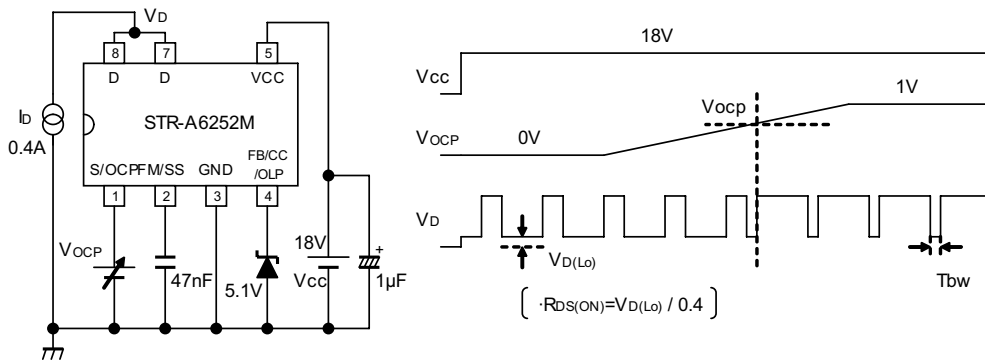 VD
8
7
5
D
D
VCC
STR-A6252M
ID
0.4A
S/OCP
FM/SS
GND
FB/CC
/OLP
1
2
3
4
VOCP
47nF
5.1V
18V
Vcc
+
1µF
18V
Vcc
Vocp
1V
VOCP
0V
VD
VD(Lo)
Tbw
·RDS(ON)=VD(Lo) / 0.4